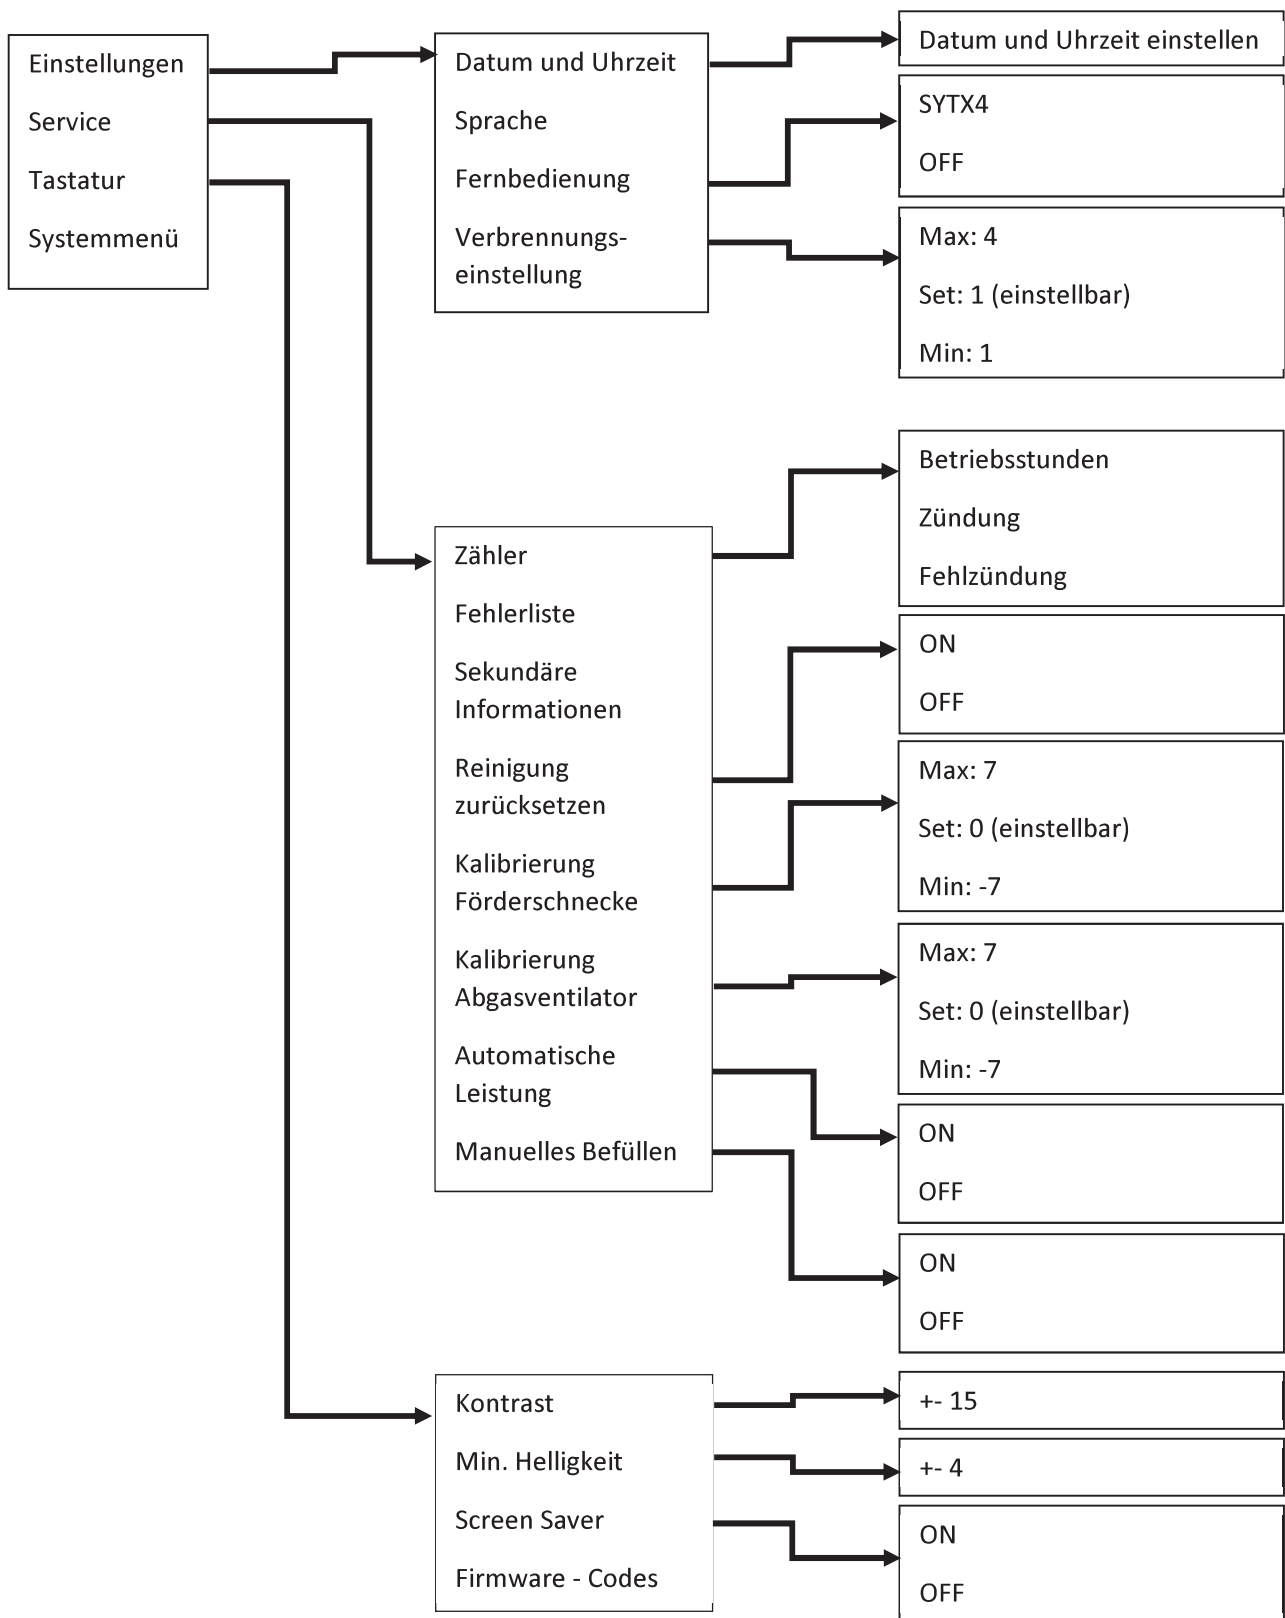 Einstellungen
Service
Tastatur
Systemmenü
Datum und Uhrzeit
Sprache
Fernbedienung
Verbrennungs-
einstellung
Datum und Uhrzeit einstellen
SYTX4
OFF
Max: 4
Set: 1 (einstellbar)
Min: 1
Zähler
Fehlerliste
Sekundäre
Informationen
Reinigung
zurücksetzen
Kalibrierung
Förderschnecke
Kalibrierung
Abgasventilator
Automatische
Leistung
Manuelles Befüllen
Betriebsstunden
Zündung
Fehlzündung
ON
OFF
Max: 7
Set: 0 (einstellbar)
Min: -7
Max: 7
Set: 0 (einstellbar)
Min: -7
ON
OFF
ON
OFF
Kontrast
Min. Helligkeit
Screen Saver
Firmware - Codes
+- 15
+- 4
ON
OFF